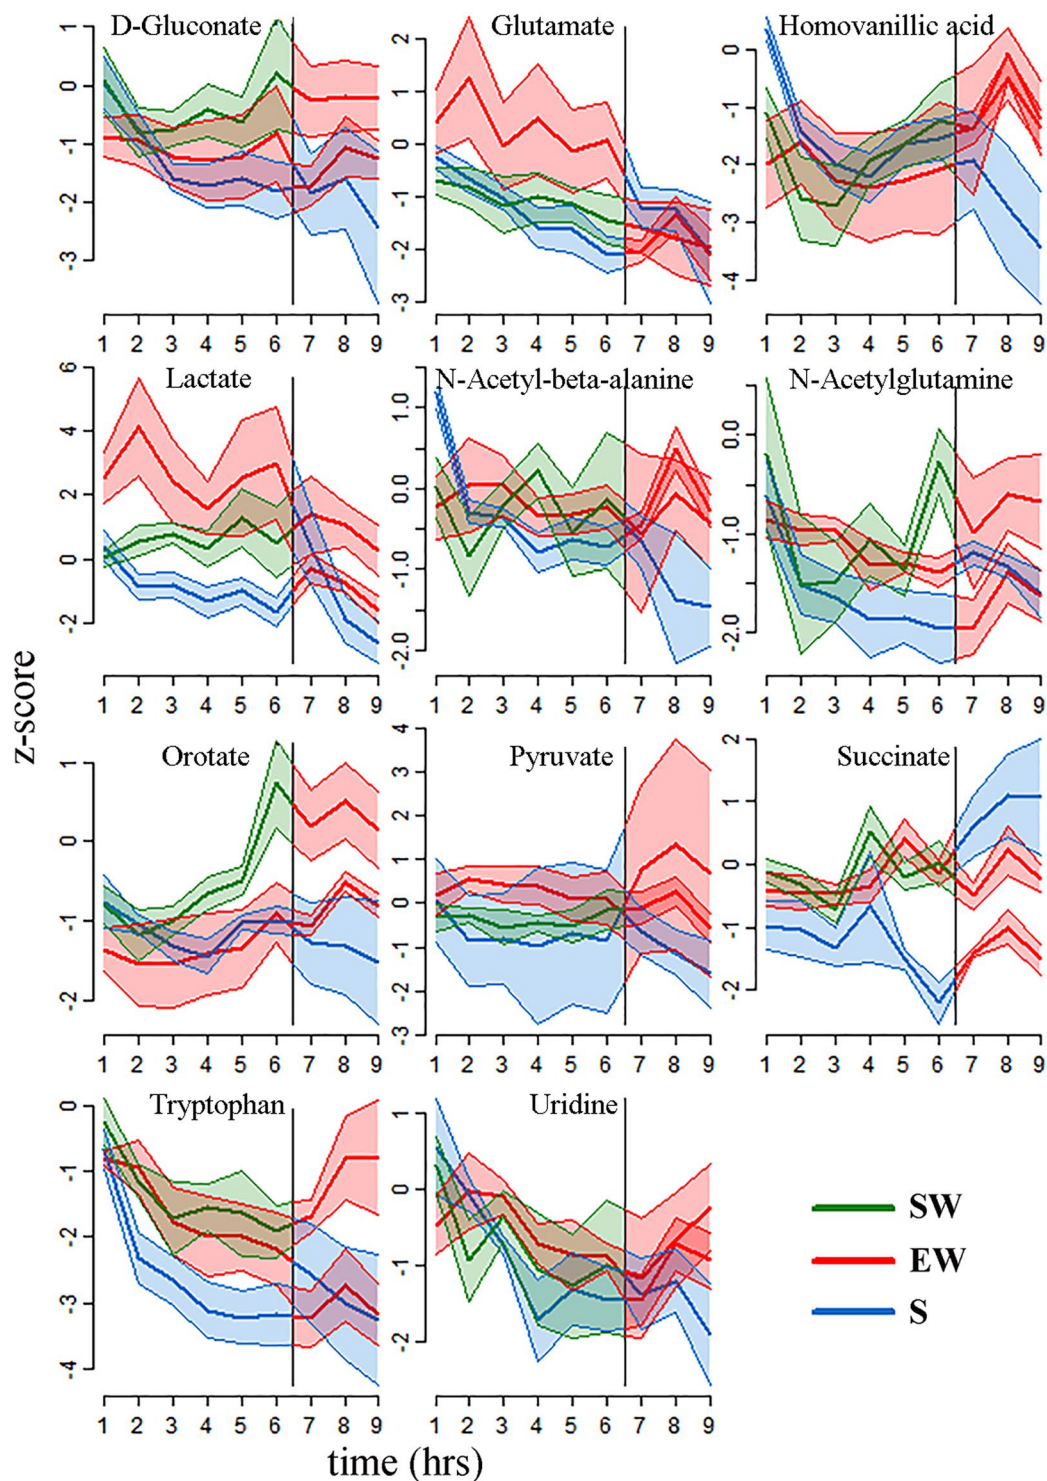 D-Gluconate Glutamate Homovanillic acid
1 0 -1 -2 -3
2 1 0 -1 -2 -3
0 -1 -2 -3 -4
1 2 3 4 5 6 7 8 9
1 2 3 4 5 6 7 8 9
1 2 3 4 5 6 7 8 9
Lactate N-Acetyl-beta-alanine N-Acetylglutamine
6 4 2 0 -2
1.0 0.0 -1.0 -2.0
0.0 -1.0 -2.0
1 2 3 4 5 6 7 8 9
1 2 3 4 5 6 7 8 9
1 2 3 4 5 6 7 8 9
z-score
Orotate Pyruvate Succinate
1 0 -1 -2
4 3 2 1 0 -1 -2 -3
2 1 0 -1 -2
1 2 3 4 5 6 7 8 9
1 2 3 4 5 6 7 8 9
1 2 3 4 5 6 7 8 9
Tryptophan Uridine
0 -1 -2 -3 -4
1 0 -1 -2
SW
EW
S
1 2 3 4 5 6 7 8 9
1 2 3 4 5 6 7 8 9
time (hrs)